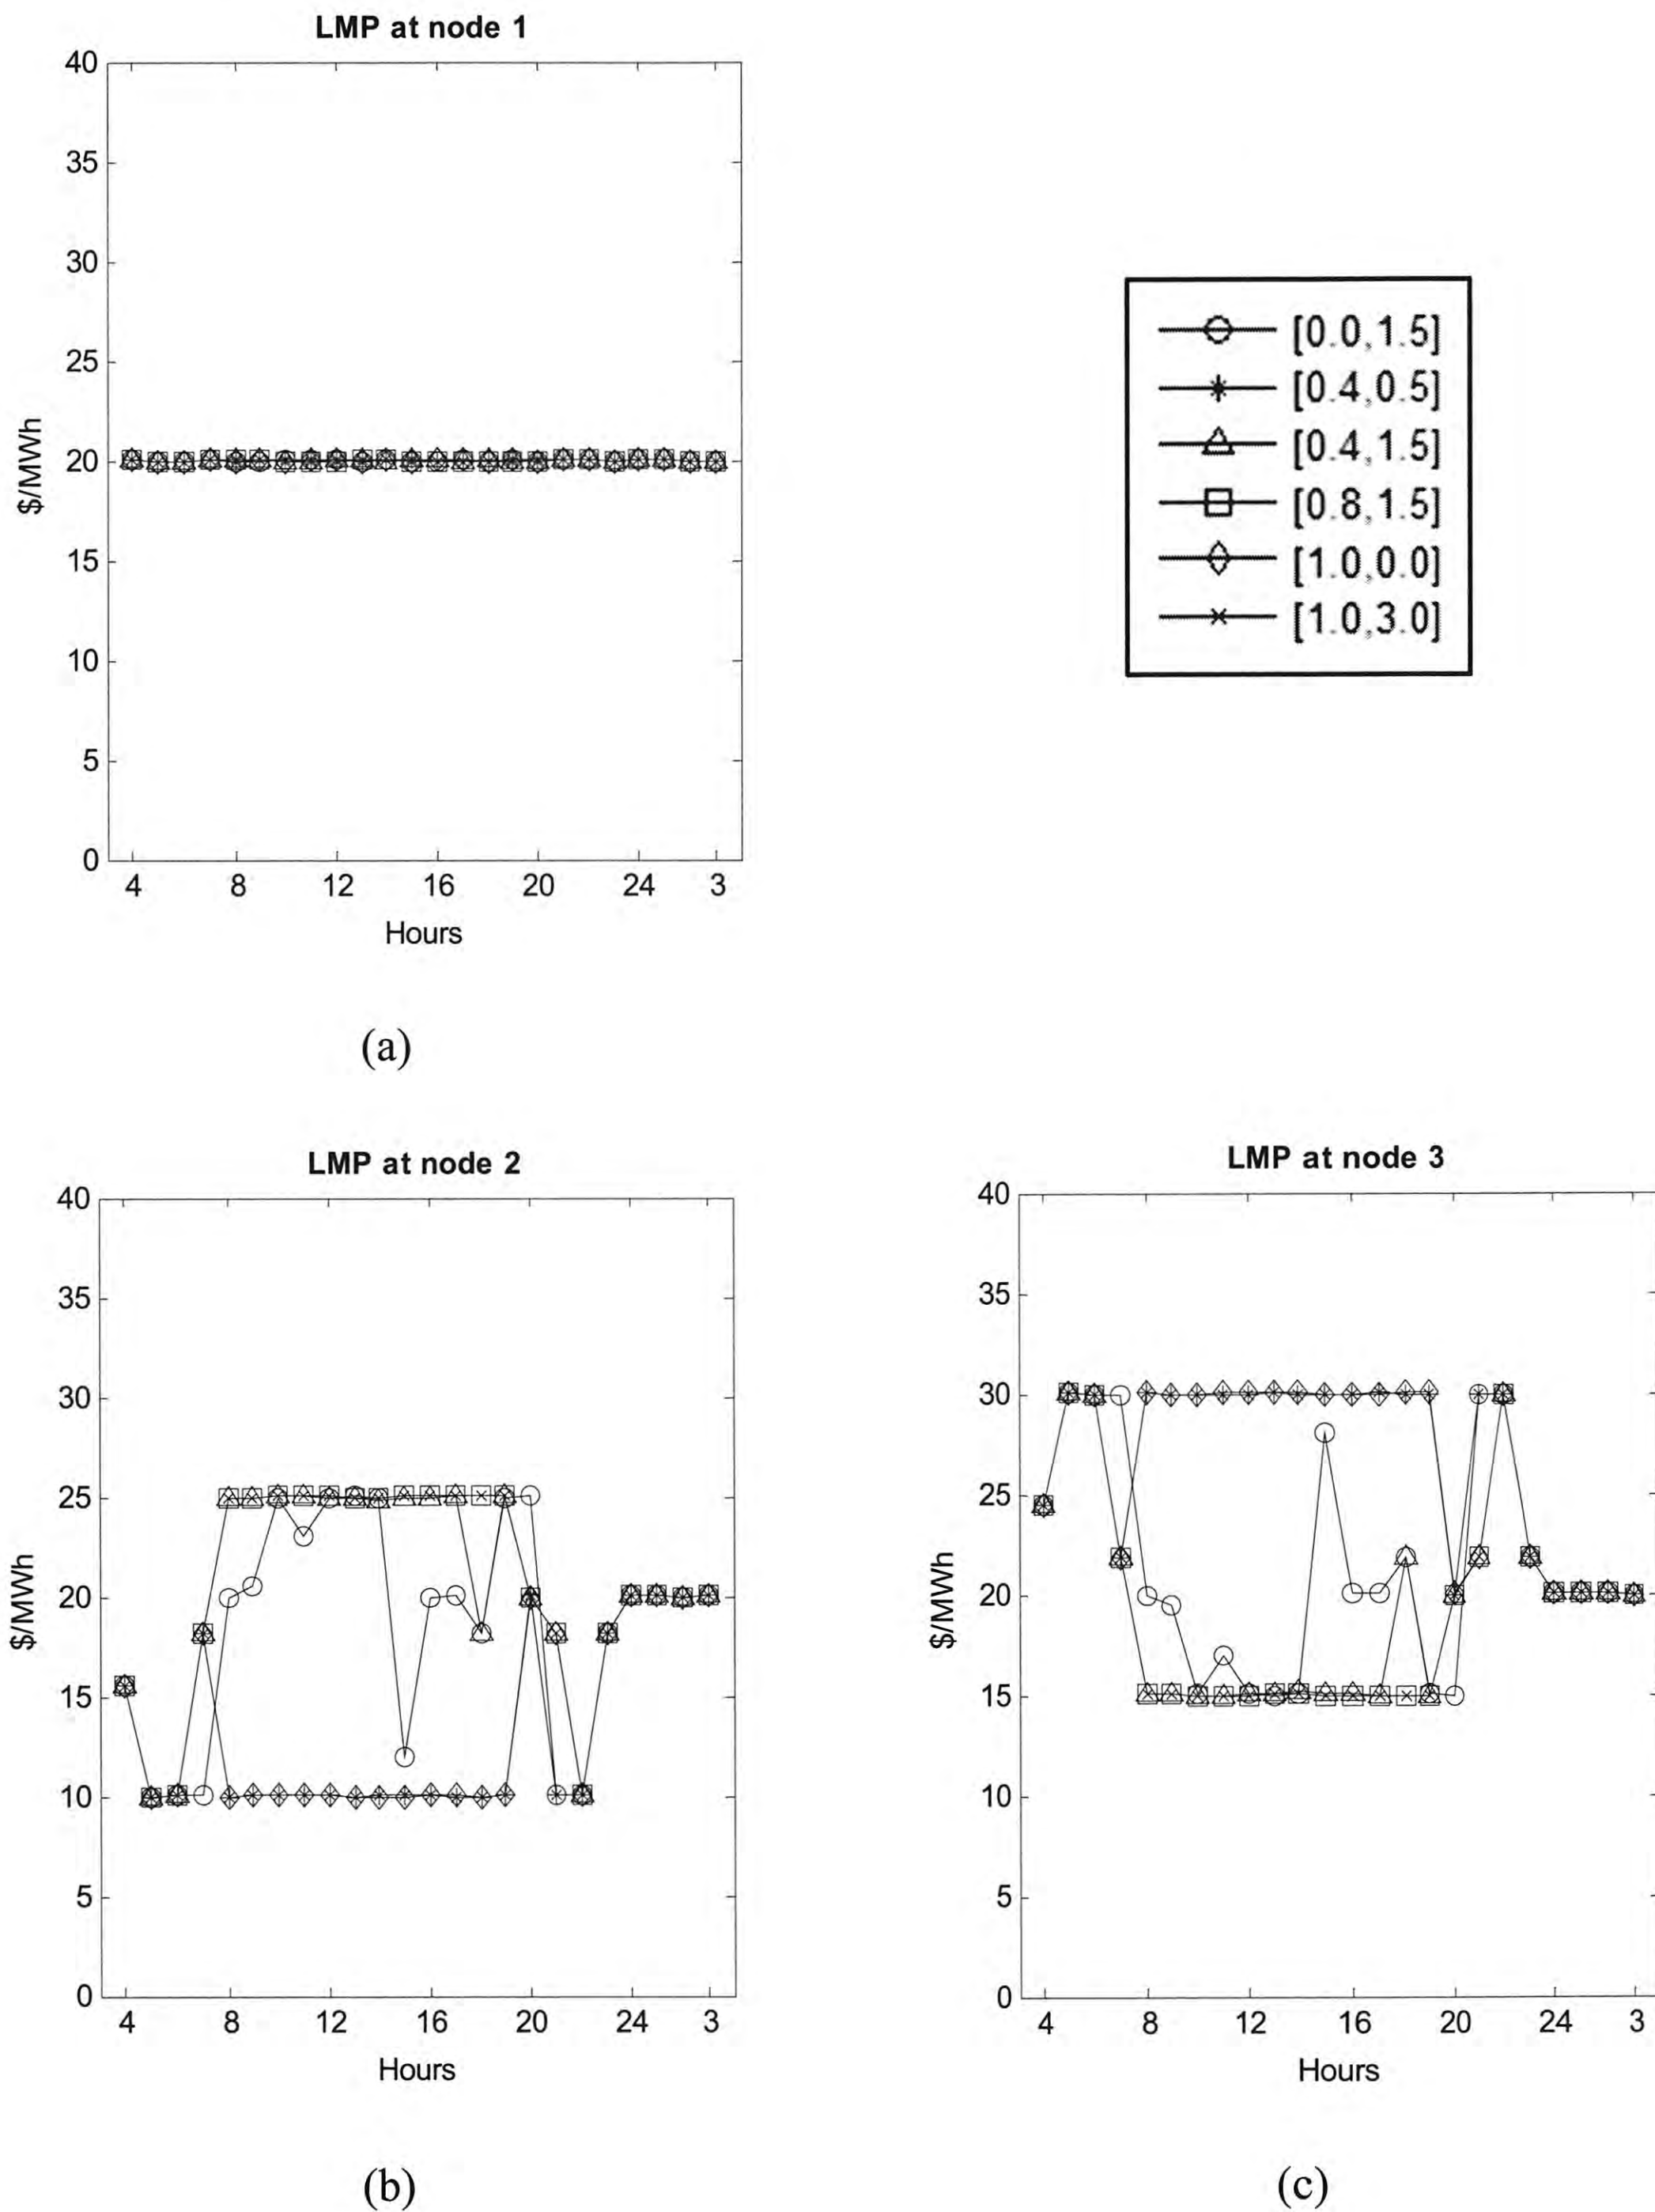 LMP at node 1
40
35
30
25
20
15
10
5
0
$/MWh
4 8 12 16 20 24 3
Hours
(a)
[0.0,1.5]
[0.4,0.5]
[0.4,1.5]
[0.8,1.5]
[1.0,0.0]
[1.0,3.0]
LMP at node 2
40
35
30
25
20
15
10
5
0
$/MWh
4 8 12 16 20 24 3
Hours
(b)
LMP at node 3
40
35
30
25
20
15
10
5
0
$/MWh
4 8 12 16 20 24 3
Hours
(c)